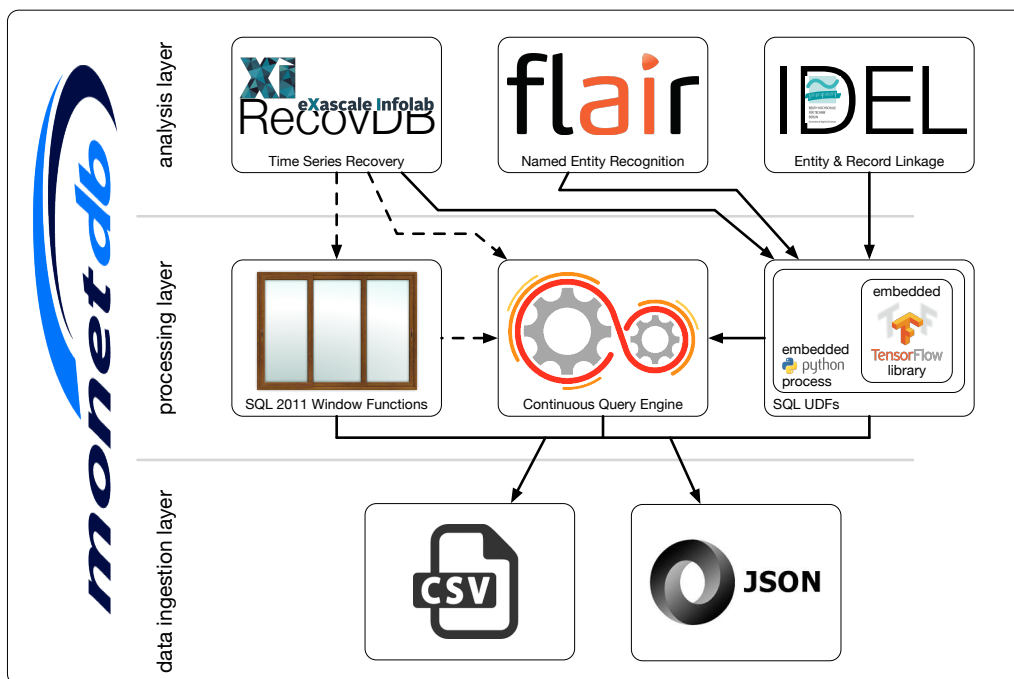 monetdb
analysis layer
Xi
eXascale Infolab
RecovDB
Time Series Recovery
flair
Named Entity Recognition
IDEL
Entity & Record Linkage
processing layer
SQL 2011 Window Functions
Continuous Query Engine
embedded
TF
TensorFlow
library
embedded
python
process
SQL UDFs
data ingestion layer
CSV
JSON